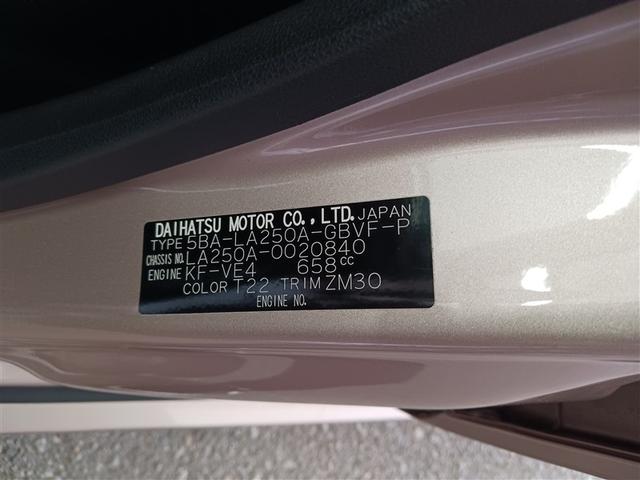 DAIHATSU MOTOR CO.,LTD. JAPAN
TYPE 5BA-LA250A-GBVF-P
CHASSIS NO. LA250A-0020840
ENGINE KF-VE4 658cc
COLOR T22 TRIM ZM30
ENGINE NO.